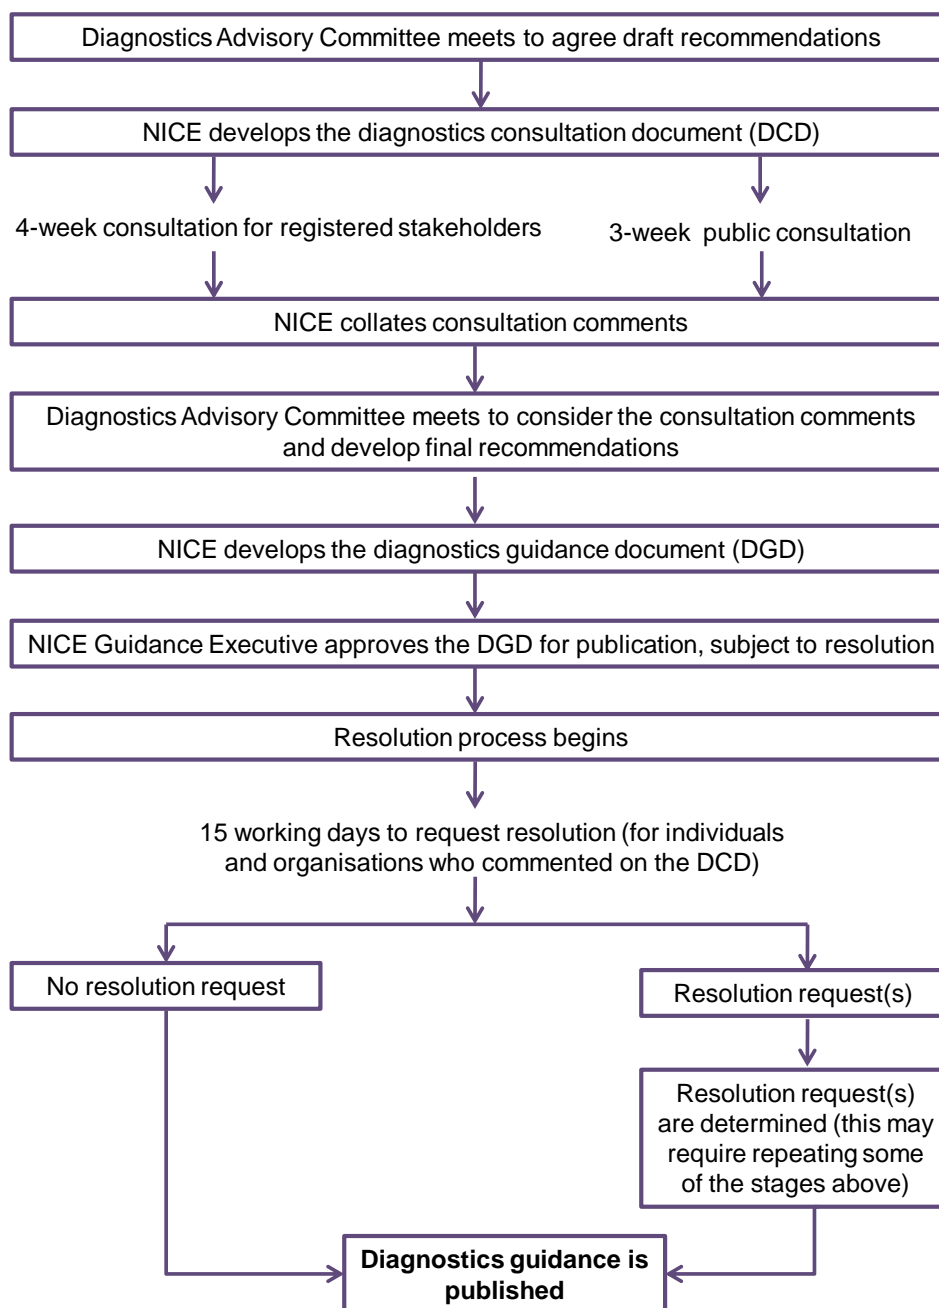 Diagnostics Advisory Committee meets to agree draft recommendations
NICE develops the diagnostics consultation document (DCD)
4-week consultation for registered stakeholders
3-week public consultation
NICE collates consultation comments
Diagnostics Advisory Committee meets to consider the consultation comments
and develop final recommendations
NICE develops the diagnostics guidance document (DGD)
NICE Guidance Executive approves the DGD for publication, subject to resolution
Resolution process begins
15 working days to request resolution (for individuals
and organisations who commented on the DCD)
No resolution request
Resolution request(s)
Resolution request(s)
are determined (this may
require repeating some
of the stages above)
Diagnostics guidance is
published